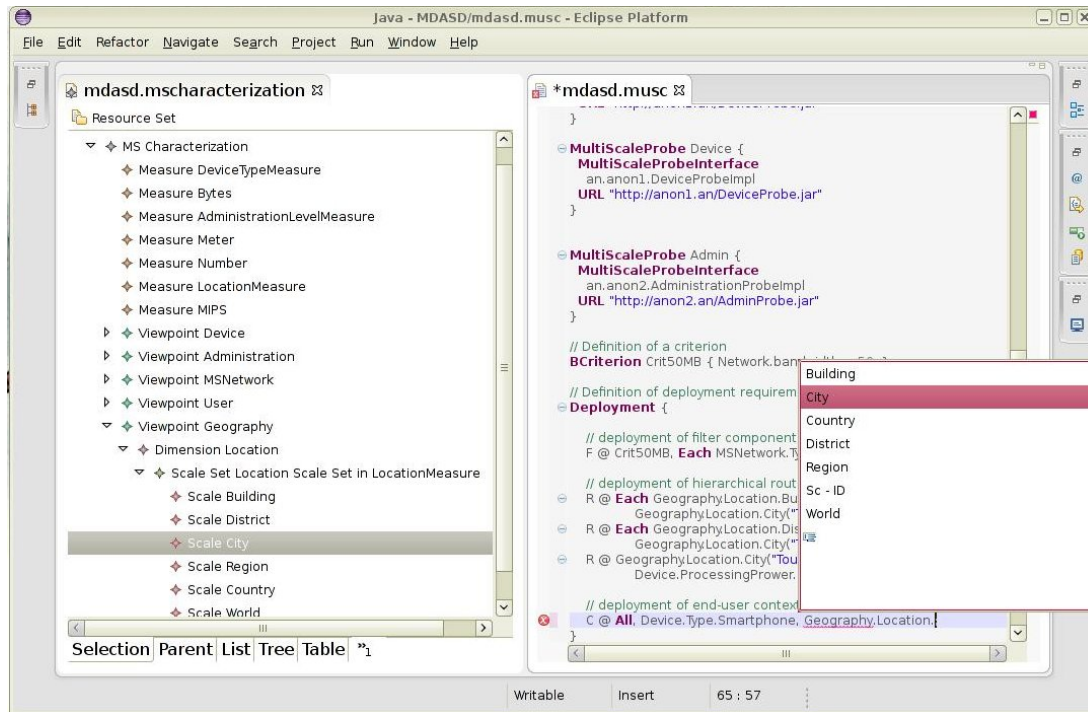 Java - MDASD/mdasd.musc - Eclipse Platform
File Edit Refactor Navigate Search Project Run Window Help
mdasd.mscharacterization
Resource Set
MS Characterization
Measure DeviceTypeMeasure
Measure Bytes
Measure AdministrationLevelMeasure
Measure Meter
Measure Number
Measure LocationMeasure
Measure MIPS
Viewpoint Device
Viewpoint Administration
Viewpoint MSNetwork
Viewpoint User
Viewpoint Geography
Dimension Location
Scale Set Location Scale Set in LocationMeasure
Scale Building
Scale District
Scale City
Scale Region
Scale Country
Scale World
Selection Parent List Tree Table »1
*mdasd.musc
}
MultiScaleProbe Device {
MultiScaleProbeInterface
an.anon1.DeviceProbeImpl
URL "http://anon1.an/DeviceProbe.jar"
}
MultiScaleProbe Admin {
MultiScaleProbeInterface
an.anon2.AdministrationProbeImpl
URL "http://anon2.an/AdminProbe.jar"
}
// Definition of a criterion
BCriterion Crit50MB { Network.ban
// Definition of deployment requirem
Deployment {
// deployment of filter component
F @ Crit50MB, Each MSNetwork.Ty
// deployment of hierarchical rout
R @ Each Geography.Location.Bu
Geography.Location.City("
R @ Each Geography.Location.Dis
Geography.Location.City("
R @ Geography.Location.City("Tou
Device.ProcessingPrower.
// deployment of end-user context
C @ All, Device.Type.Smartphone, Geography.Location.
}
Building
City
Country
District
Region
Sc - ID
World
Writable Insert 65 : 57